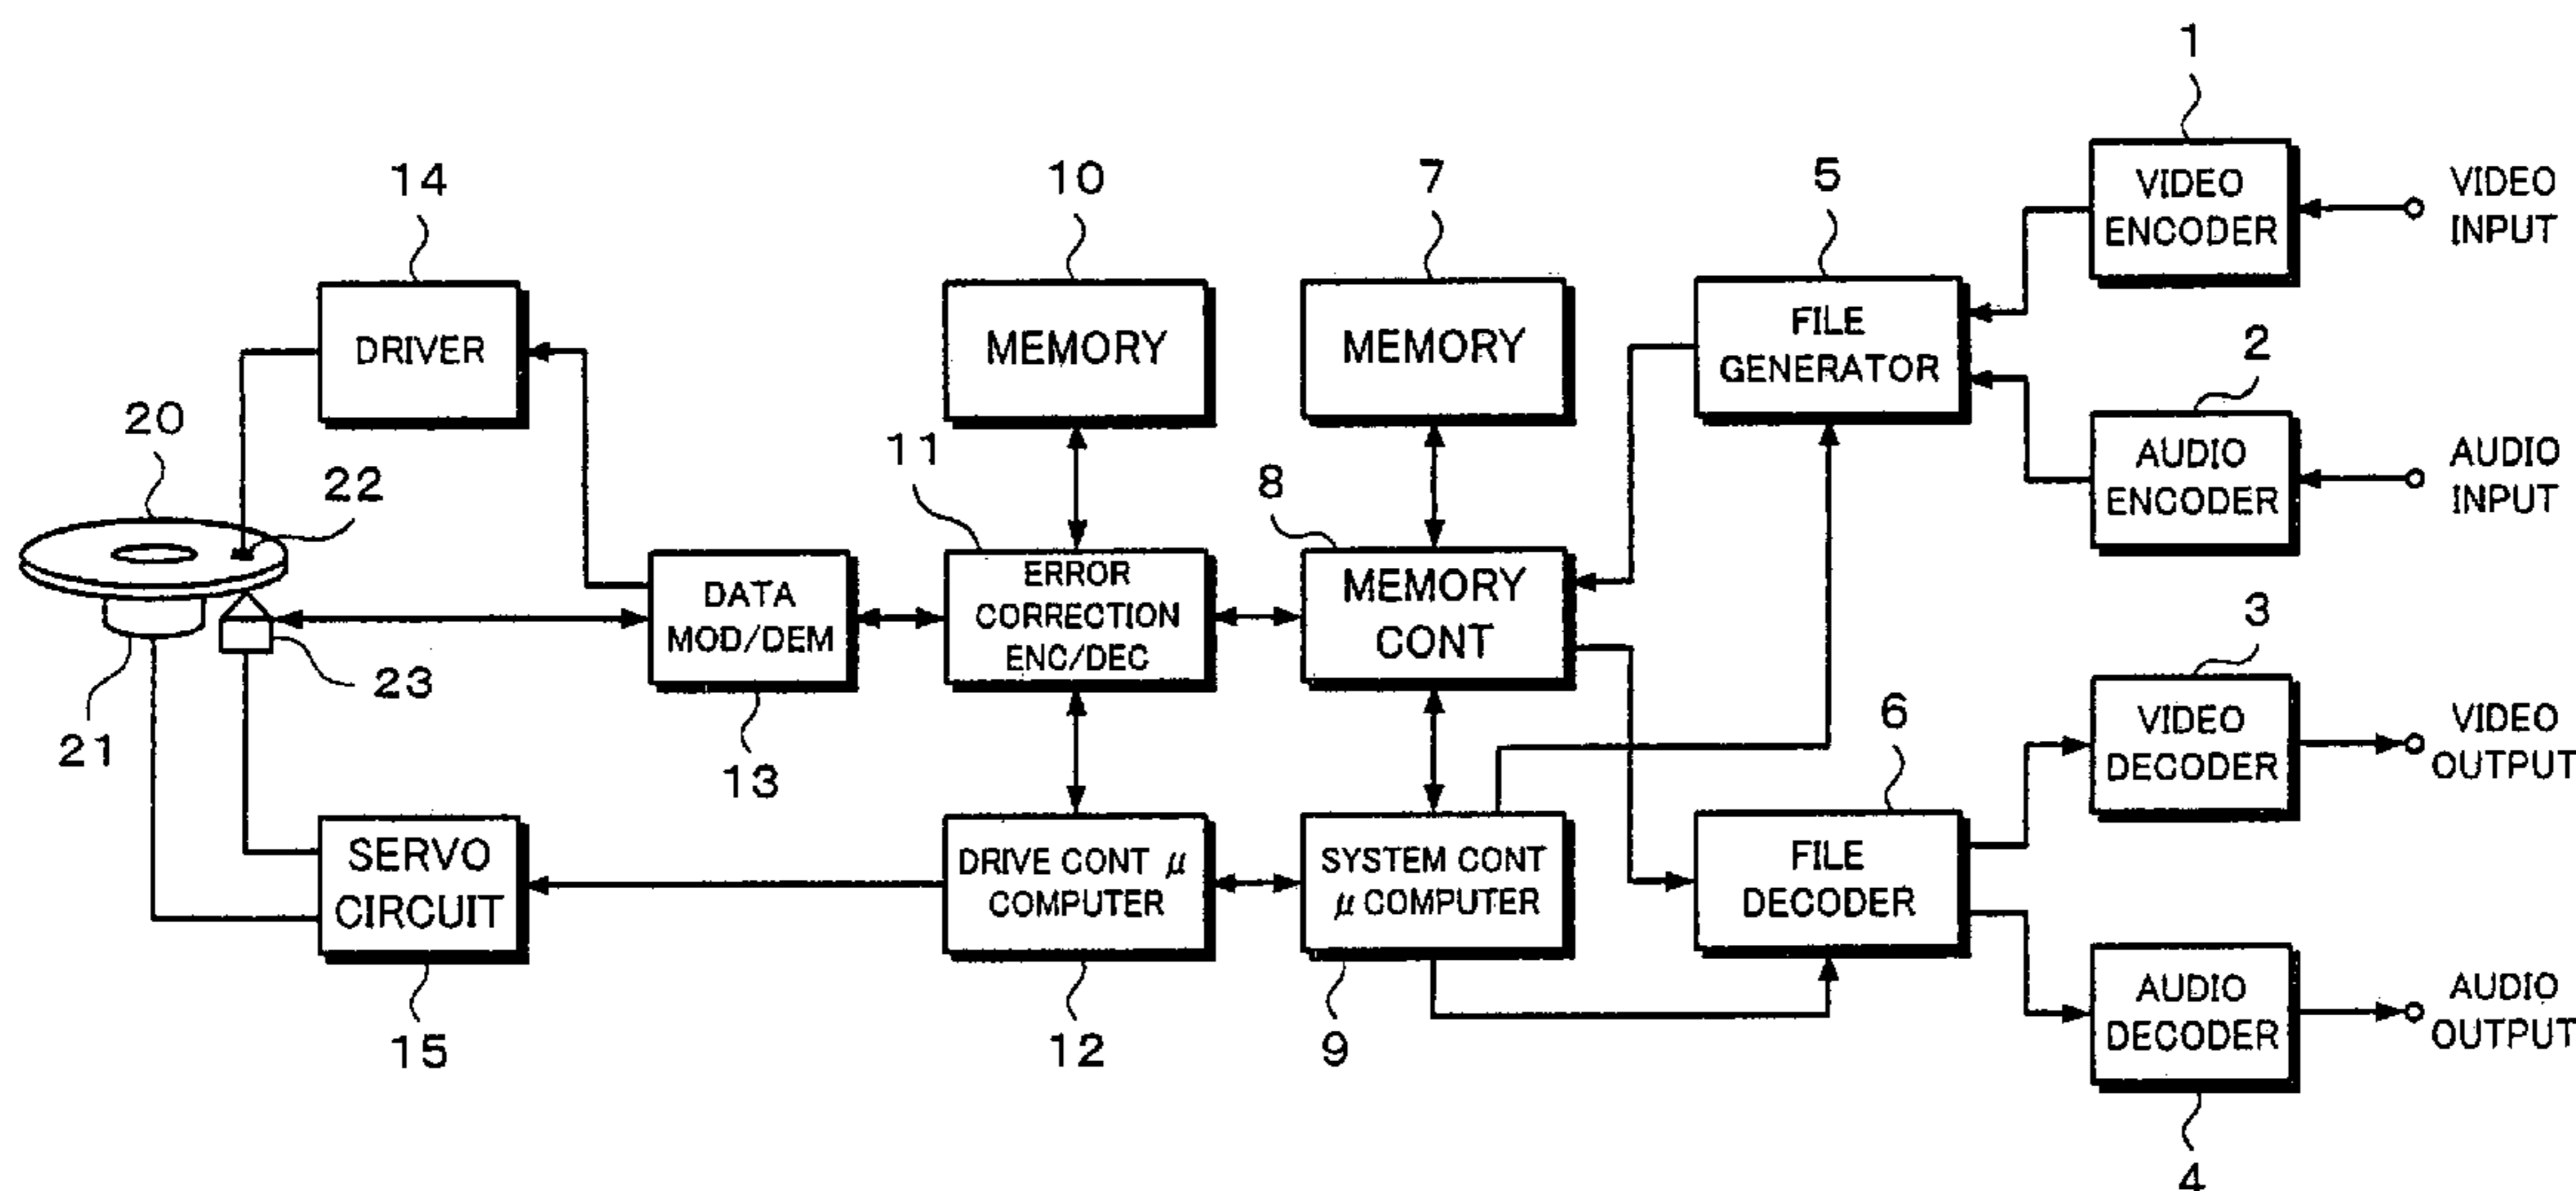 1
VIDEO
ENCODER
VIDEO
INPUT
14
10
7
5
DRIVER
MEMORY
MEMORY
FILE
GENERATOR
2
AUDIO
ENCODER
AUDIO
INPUT
20
22
11
8
ERROR
CORRECTION
ENC/DEC
MEMORY
CONT
DATA
MOD/DEM
13
21
23
3
VIDEO
DECODER
VIDEO
OUTPUT
6
SERVO
CIRCUIT
15
DRIVE CONT μ
COMPUTER
12
SYSTEM CONT
μ COMPUTER
9
FILE
DECODER
AUDIO
DECODER
AUDIO
OUTPUT
4